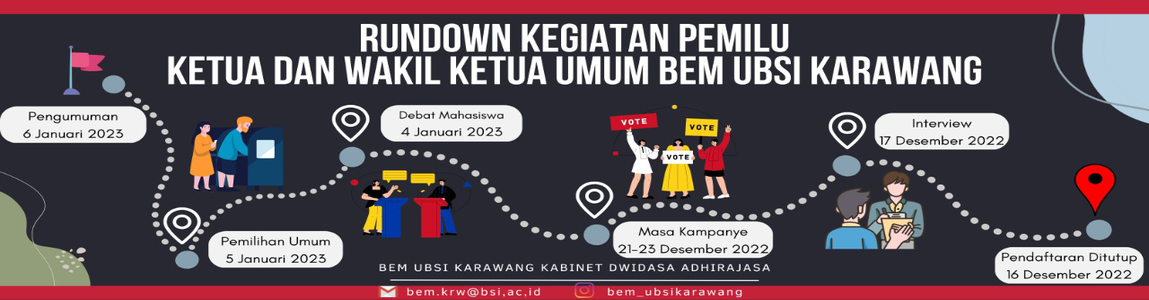 RUNDOWN KEGIATAN PEMILU
KETUA DAN WAKIL KETUA UMUM BEM UBSI KARAWANG
Pengumuman
6 Januari 2023
Debat Mahasiswa
4 Januari 2023
VOTE
VOTE
VOTE
Interview
17 Desember 2022
Pemilihan Umum
5 Januari 2023
Masa Kampanye
21-23 Desember 2022
Pendaftaran Ditutup
16 Desember 2022
BEM UBSI KARAWANG KABINET DWIDASA ADHIRAJASA
bem.krw@bsi,ac,id
bem_ubsikarawang